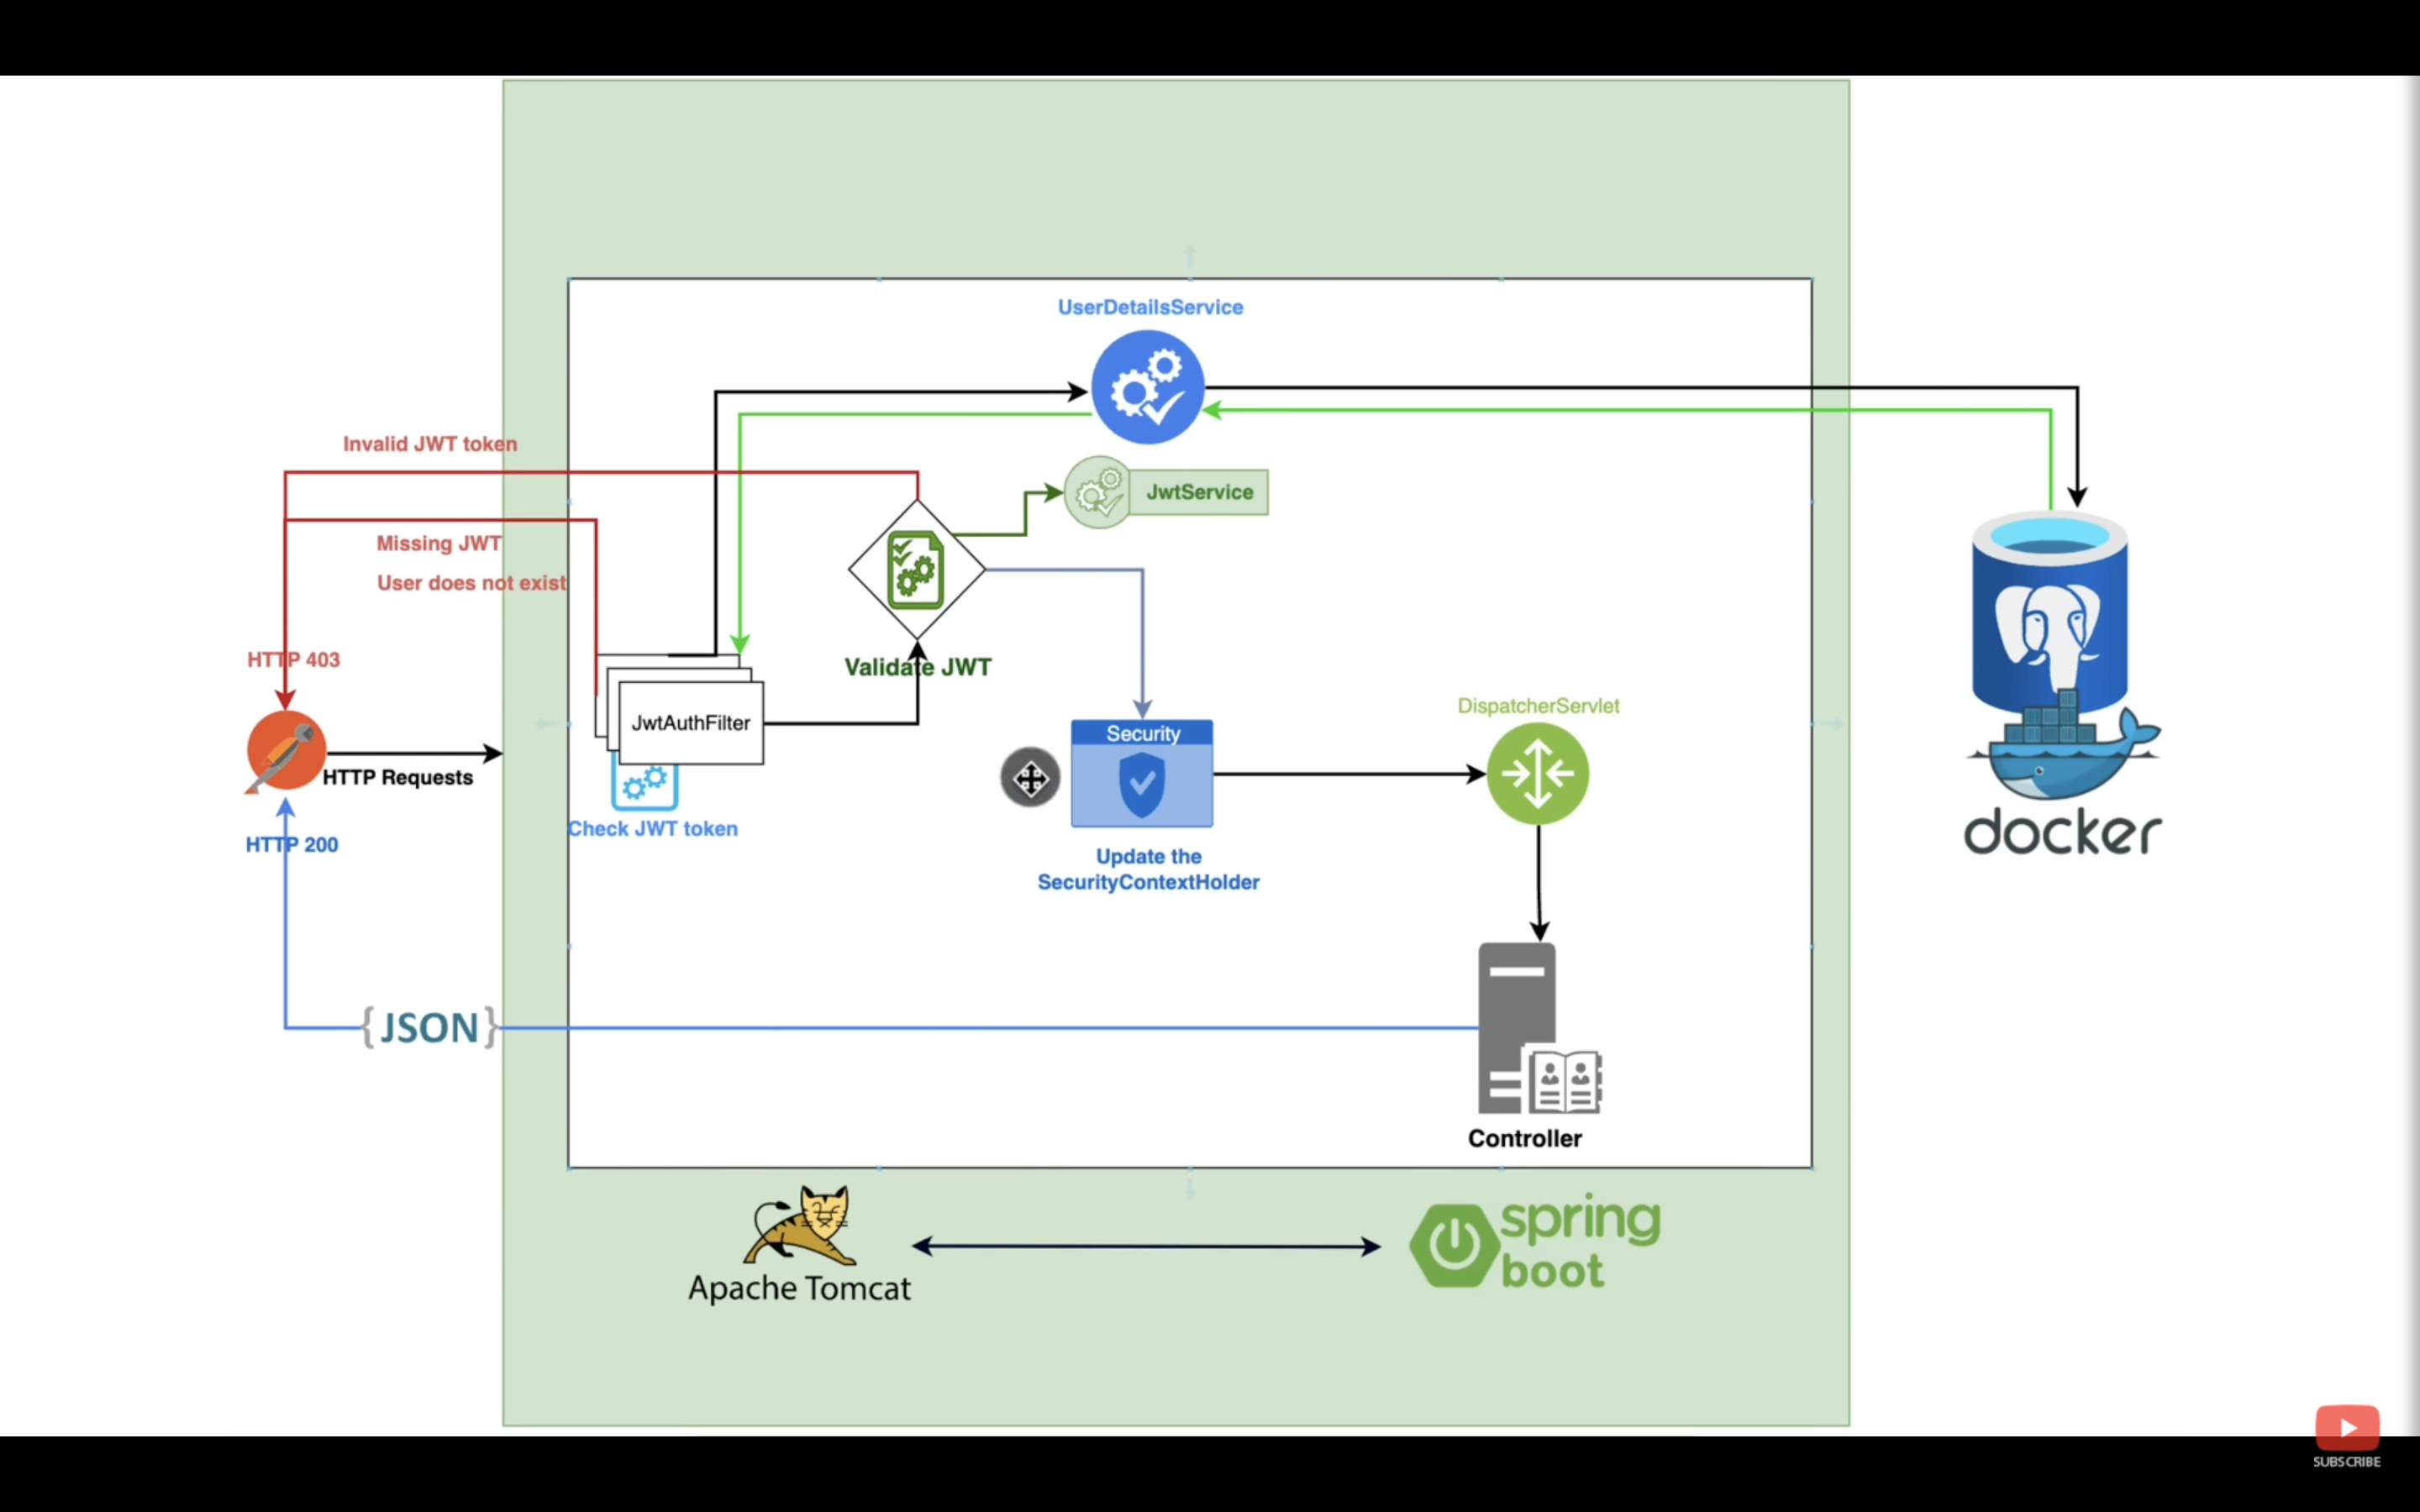 UserDetailsService
Invalid JWT token
JwtService
Missing JWT
User does not exist
HTTP 403
Validate JWT
JwtAuthFilter
DispatcherServlet
Security
HTTP Requests
Check JWT token
HTTP 200
Update the
SecurityContextHolder
docker
{JSON}
Controller
Apache Tomcat
spring
boot
SUBSCRIBE